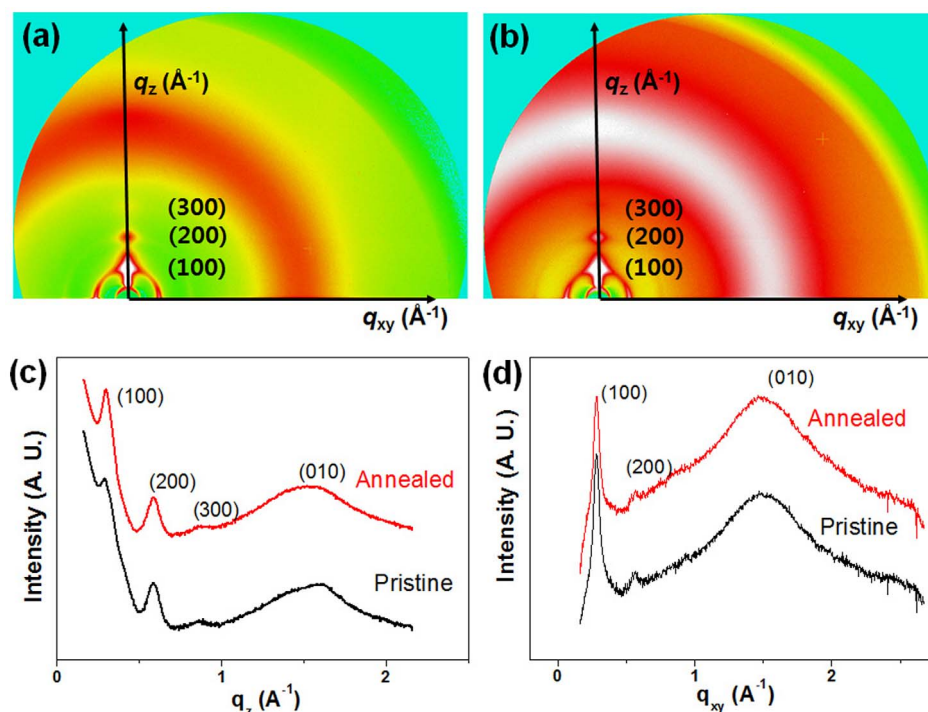 (a)
qz (Å-1)
(300)
(200)
(100)
qxy (Å-1)
(b)
qz (Å-1)
(300)
(200)
(100)
qxy (Å-1)
(c)
Intensity (A. U.)
(100)
(200)
(300)
(010)
Annealed
Pristine
0 1 2
qz (A-1)
(d)
Intensity (A. U.)
(100)
(200)
(010)
Annealed
Pristine
0 1 2
qxy (A-1)